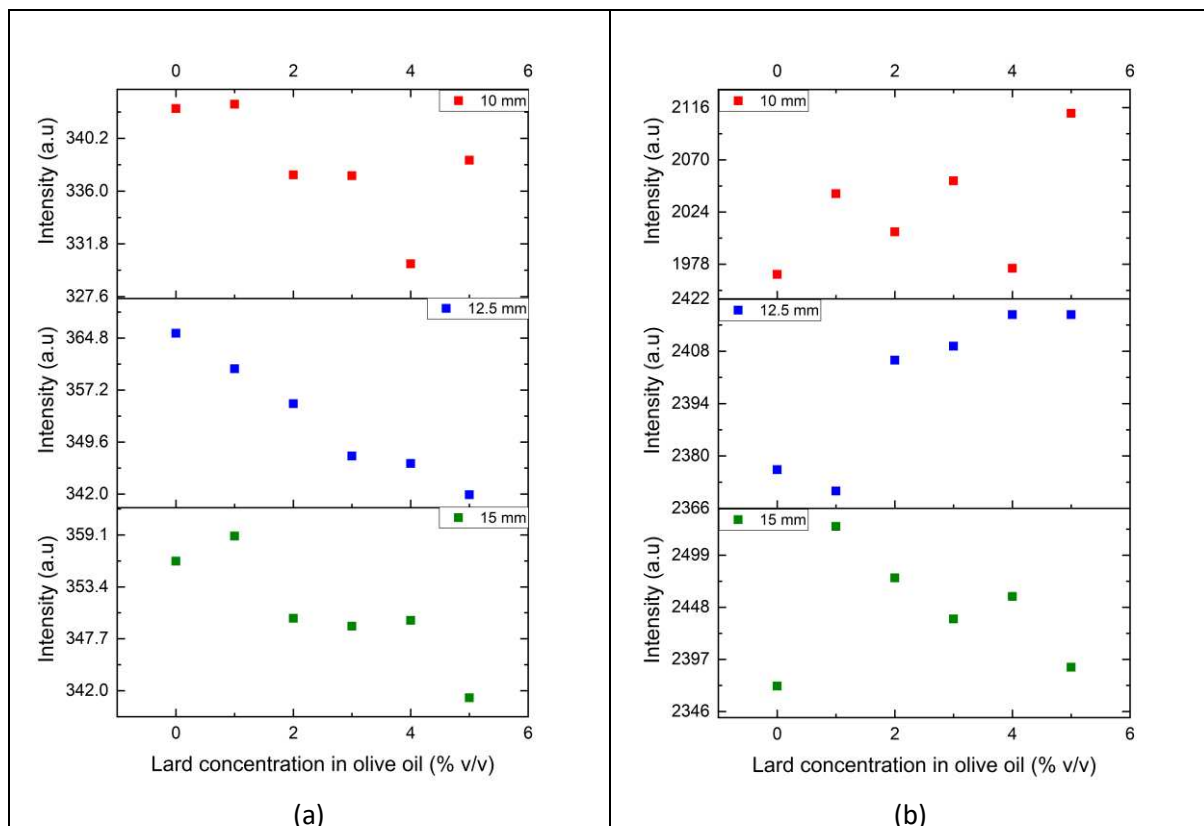 0 2 4 6
10 mm
340.2
336.0
331.8
327.6
Intensity (a.u)
12.5 mm
364.8
357.2
349.6
342.0
Intensity (a.u)
15 mm
359.1
353.4
347.7
342.0
Intensity (a.u)
0 2 4 6
Lard concentration in olive oil (% v/v)
(a)
0 2 4 6
10 mm
2116
2070
2024
1978
Intensity (a.u)
2422
12.5 mm
2408
2394
2380
2366
Intensity (a.u)
15 mm
2499
2448
2397
2346
Intensity (a.u)
0 2 4 6
Lard concentration in olive oil (% v/v)
(b)